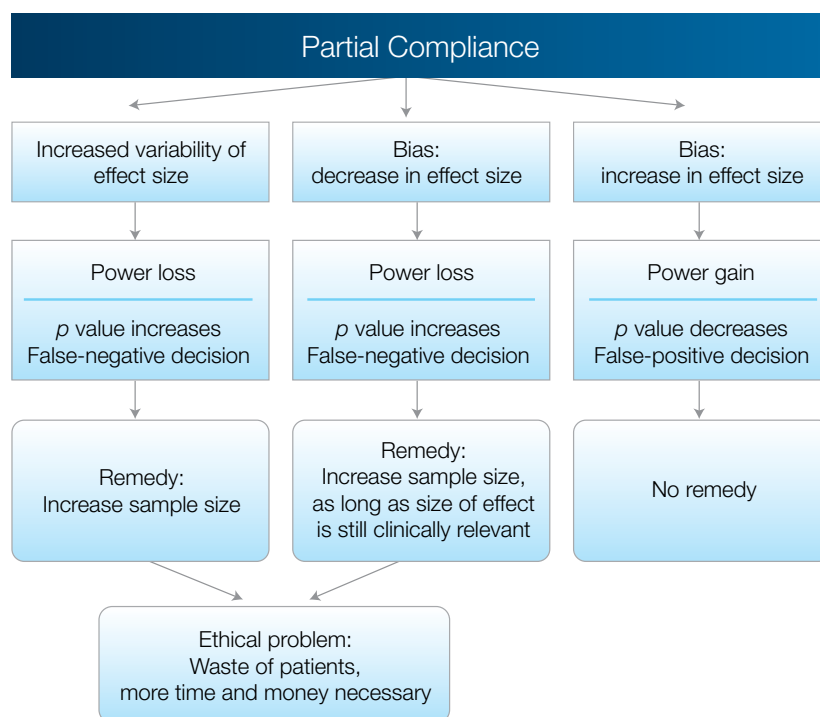 Partial Compliance
Increased variability of
effect size
Bias:
decrease in effect size
Bias:
increase in effect size
Power loss
p value increases
False-negative decision
Power loss
p value increases
False-negative decision
Power gain
p value decreases
False-positive decision
Remedy:
Increase sample size
Remedy:
Increase sample size,
as long as size of effect
is still clinically relevant
No remedy
Ethical problem:
Waste of patients,
more time and money necessary